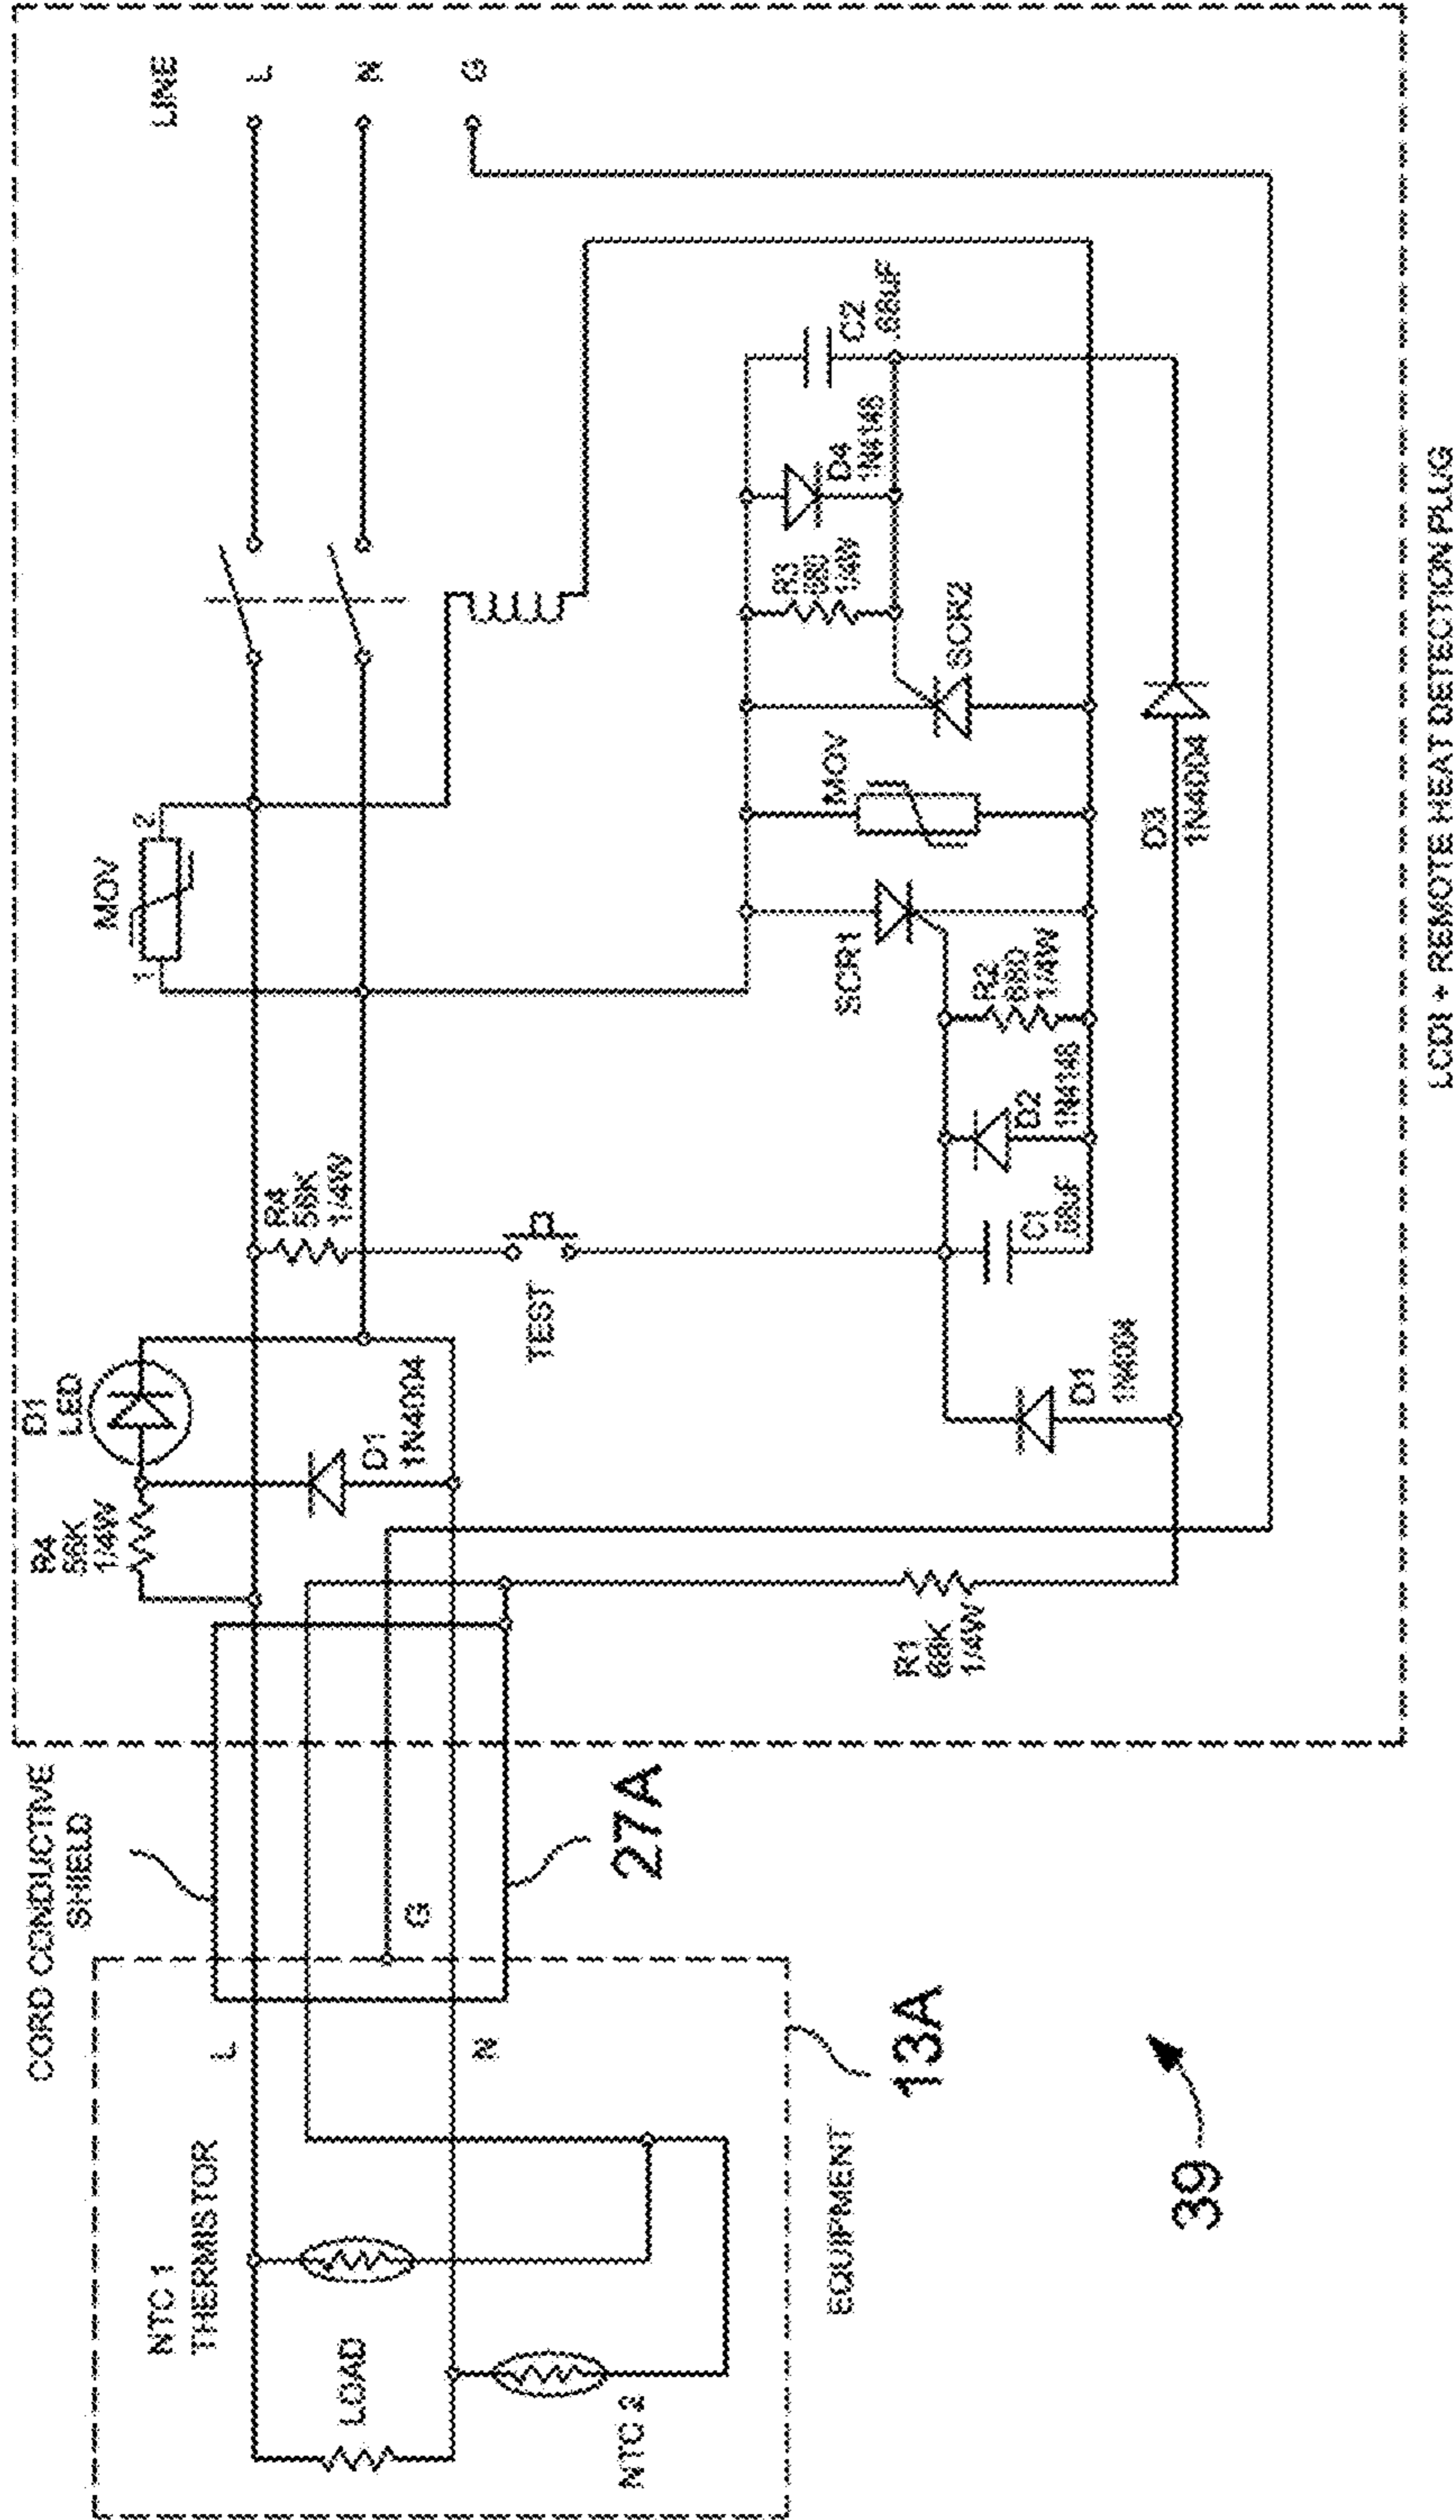 LINE
L
N
G
MOV
1
2
R4
56K
1/4W
TEST
D1
LED
R4
56K
1/4W
D1
1N4004
C2
.68uF
D4
1N4148
R3
680
1/4W
SCR2
MOV
SCR1
R2
680
1/4W
D2
1N4148
C1
.68uF
D1
1N4004
D3
1N4004
R1
68K
1/4W
LCDI + REMOTE HEAT DETECTION PLUG
CORD CONDUCTIVE
SHIELD
27A
G
L
N
NTC 1
THERMISTOR
LOAD
NTC 2
EQUIPMENT
13A
39